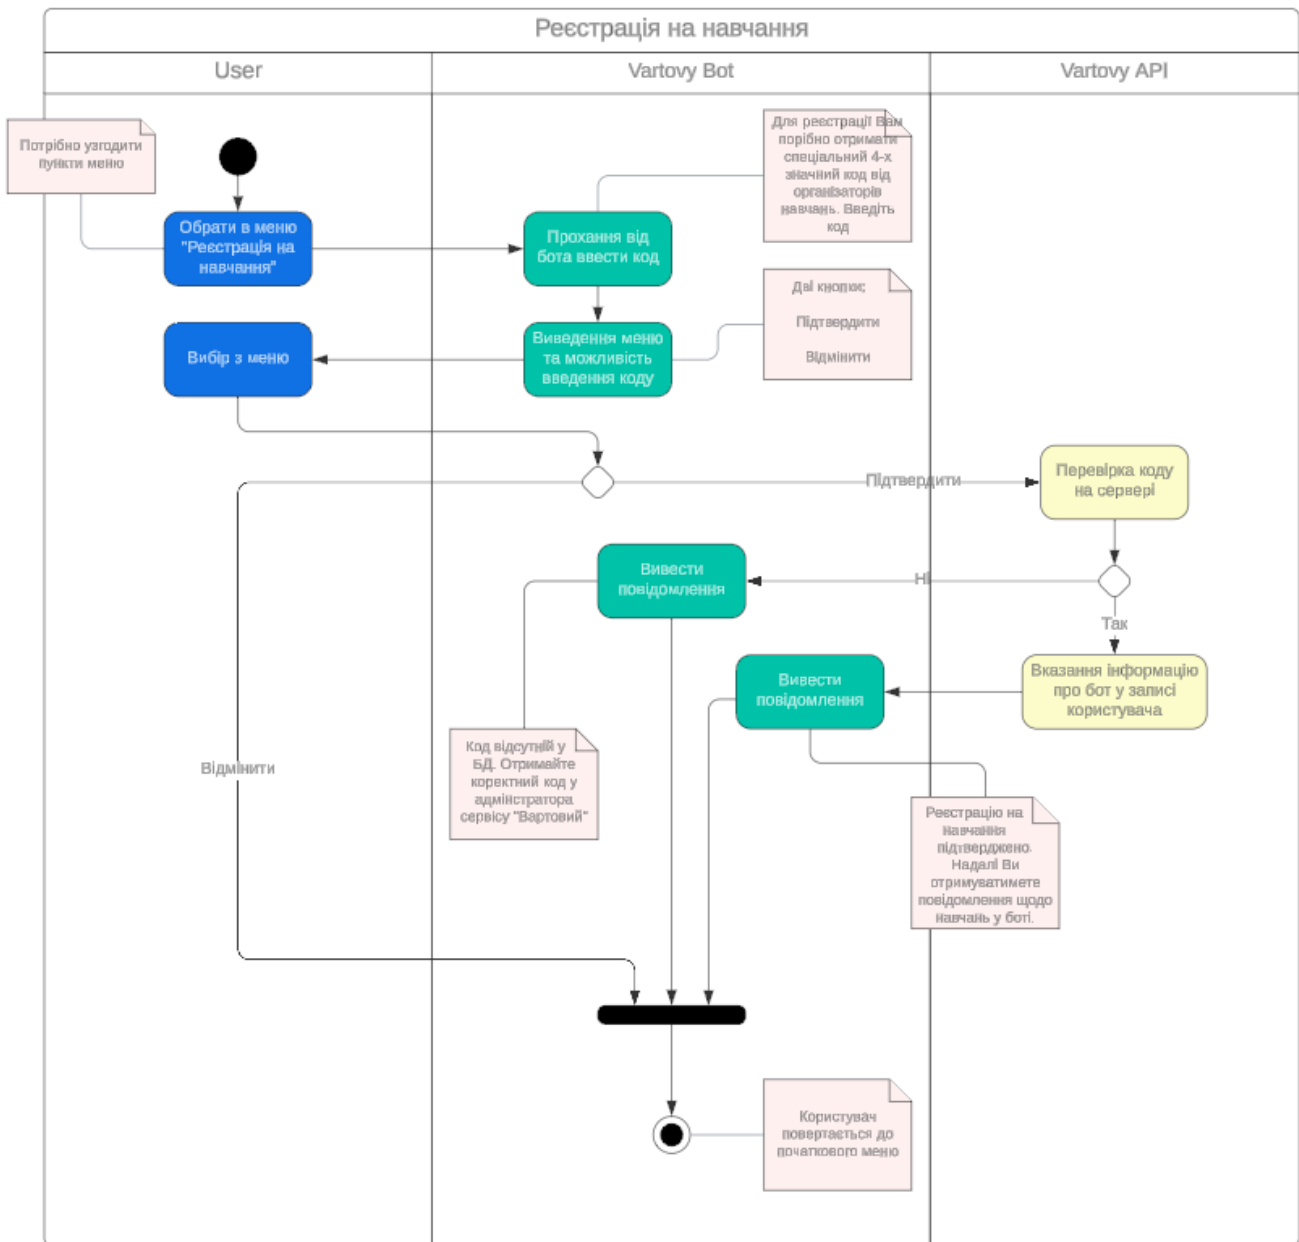 Реєстрація на навчання
User
Vartovy Bot
Vartovy API
Потрібно узгодити
пункти меню
Для реєстрації Вам
порібно отримати
спеціальний 4-х
значний код від
організаторів
навчань. Введіть
код
Обрати в меню
"Реєстрація на
навчання"
Прохання від
бота ввести код
Дві кнопки:
Підтвердити
Відмінити
Вибір з меню
Виведення меню
та можливість
введення коду
Підтвердити
Перевірка коду
на сервері
Вивести
повідомлення
Ні
Так
Вивести
повідомлення
Вказання інформацію
про бот у записі
користувача
Відмінити
Код відсутній у
БД. Отримайте
коректний код у
адміністратора
сервісу "Вартовий"
Реєстрацію на
навчання
підтверджено.
Надалі Ви
отримуватимете
повідомлення щодо
навчань у боті.
Користувач
повертається до
початкового меню